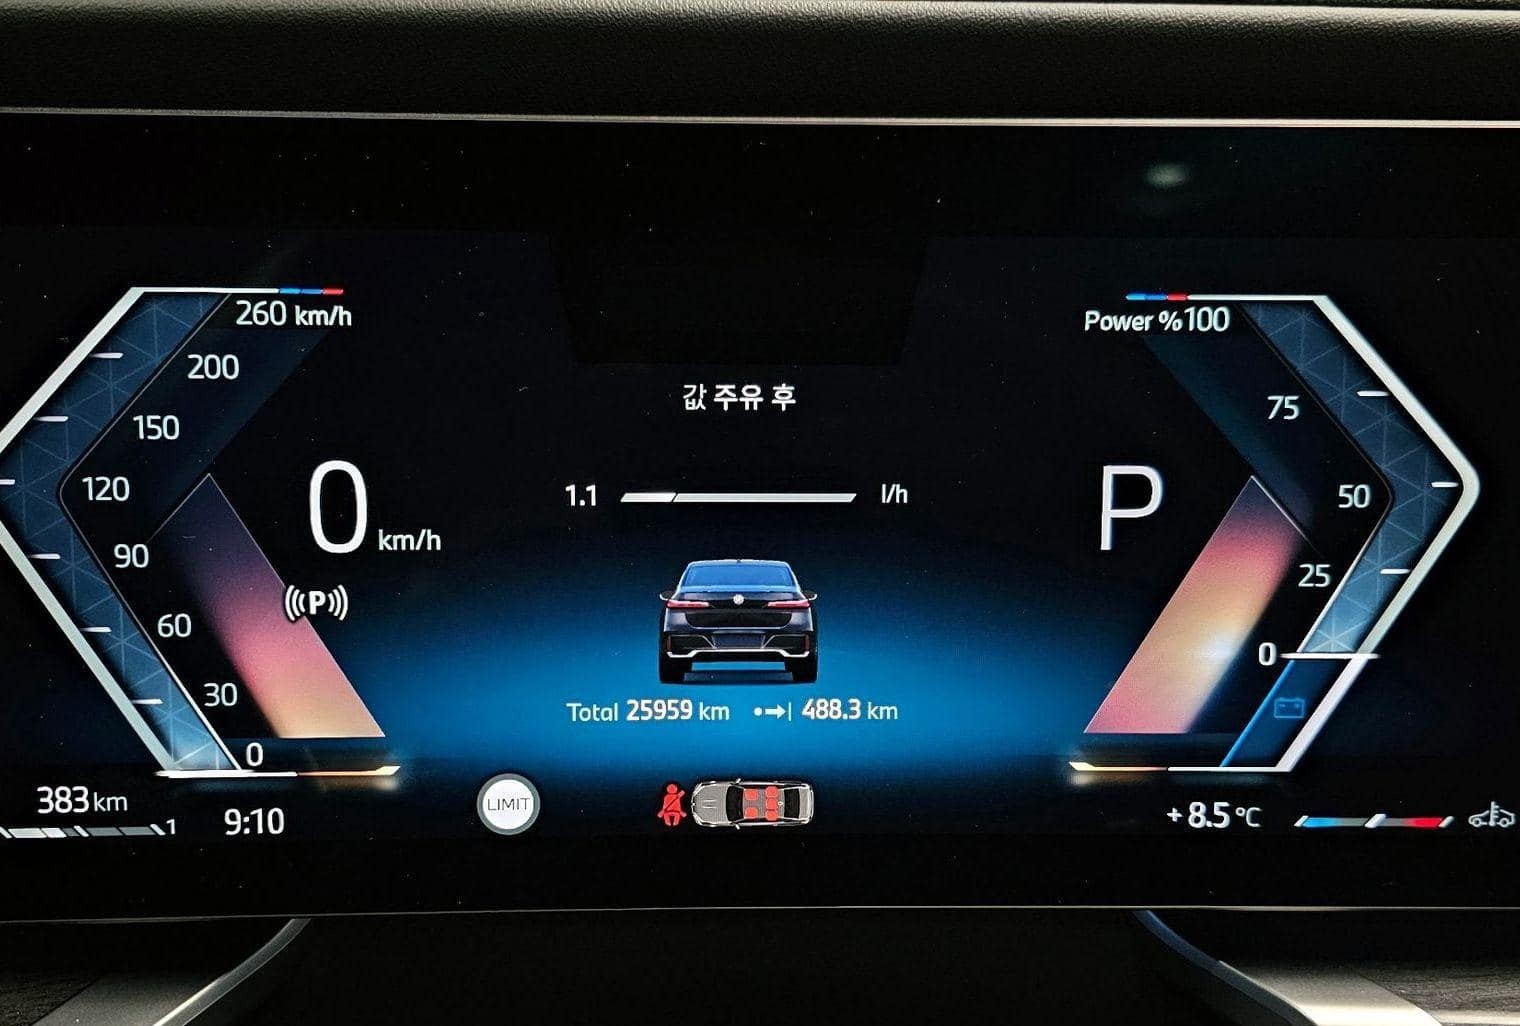 260 km/h
200
150
120
90
60
30
0
0 km/h
(P)
값 주유 후
1.1 l/h
Total 25959 km 488.3 km
Power %100
75
50
25
0
P
383 km
1
9:10
LIMIT
+8.5 °C